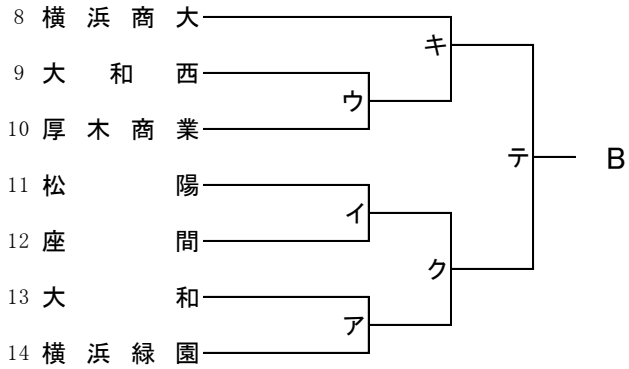 8 横浜商大
キ
9 大和西
ウ
10 厚木商業
テ B
11 松陽
イ
12 座間
ク
13 大和
ア
14 横浜緑園